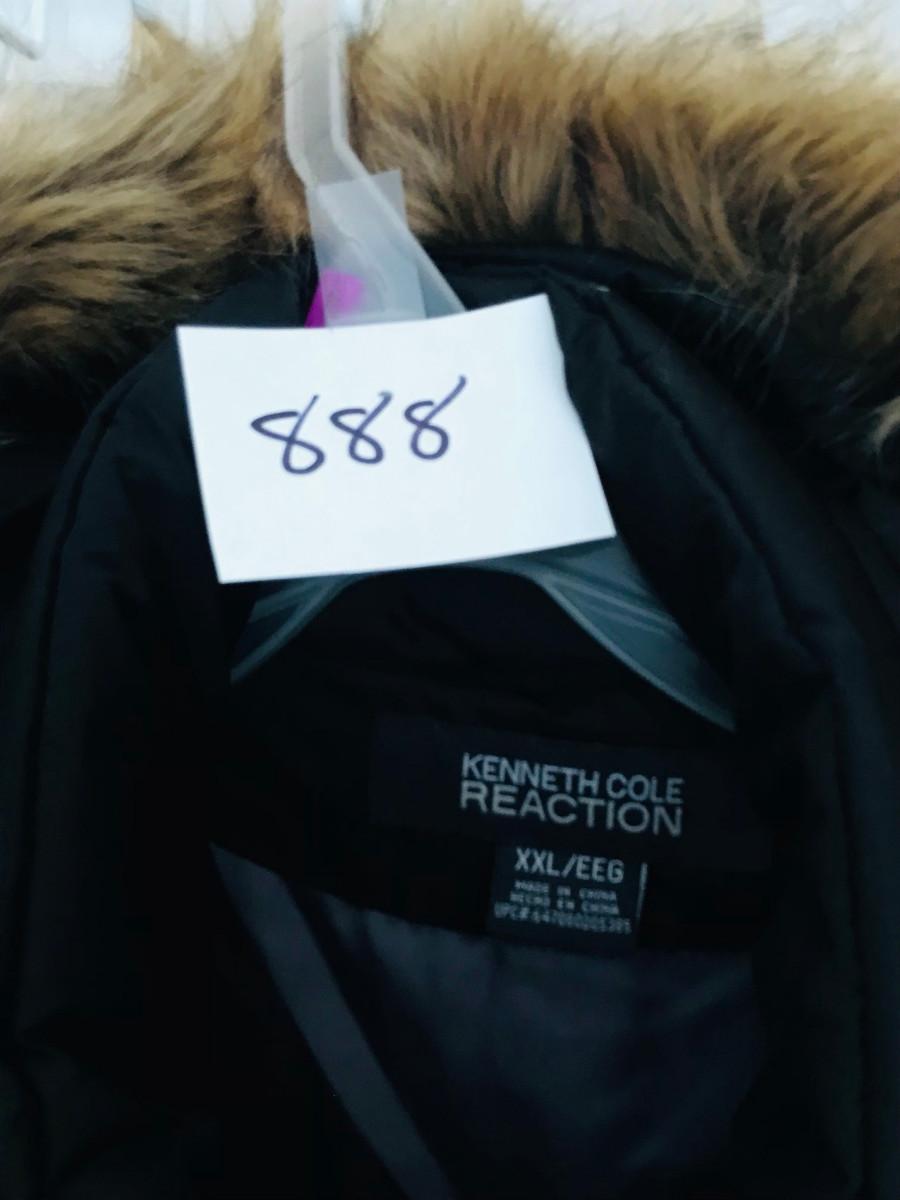 888
KENNETH COLE
REACTION
XXL/EEG
MADE IN CHINA
HECHO EN CHINA